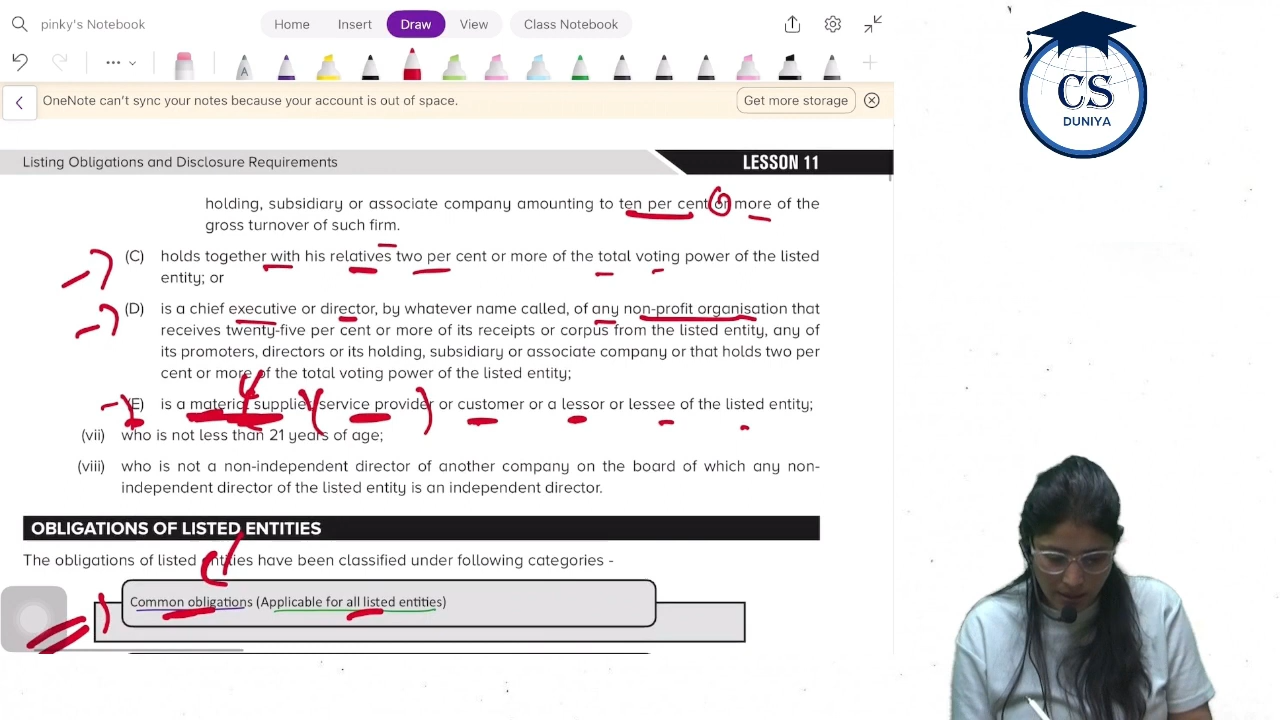 pinky's Notebook
Home Insert Draw View Class Notebook
A
OneNote can't sync your notes because your account is out of space. Get more storage
CS
DUNIYA
Listing Obligations and Disclosure Requirements LESSON 11
holding, subsidiary or associate company amounting to ten per cent or more of the
gross turnover of such firm.
(C) holds together with his relatives two per cent or more of the total voting power of the listed
entity; or
(D) is a chief executive or director, by whatever name called, of any non-profit organisation that
receives twenty-five per cent or more of its receipts or corpus from the listed entity, any of
its promoters, directors or its holding, subsidiary or associate company or that holds two per
cent or more of the total voting power of the listed entity;
(E) is a material supplier, service provider or customer or a lessor or lessee of the listed entity;
(vii) who is not less than 21 years of age;
(viii) who is not a non-independent director of another company on the board of which any non-
independent director of the listed entity is an independent director.
OBLIGATIONS OF LISTED ENTITIES
The obligations of listed entities have been classified under following categories -
Common obligations (Applicable for all listed entities)